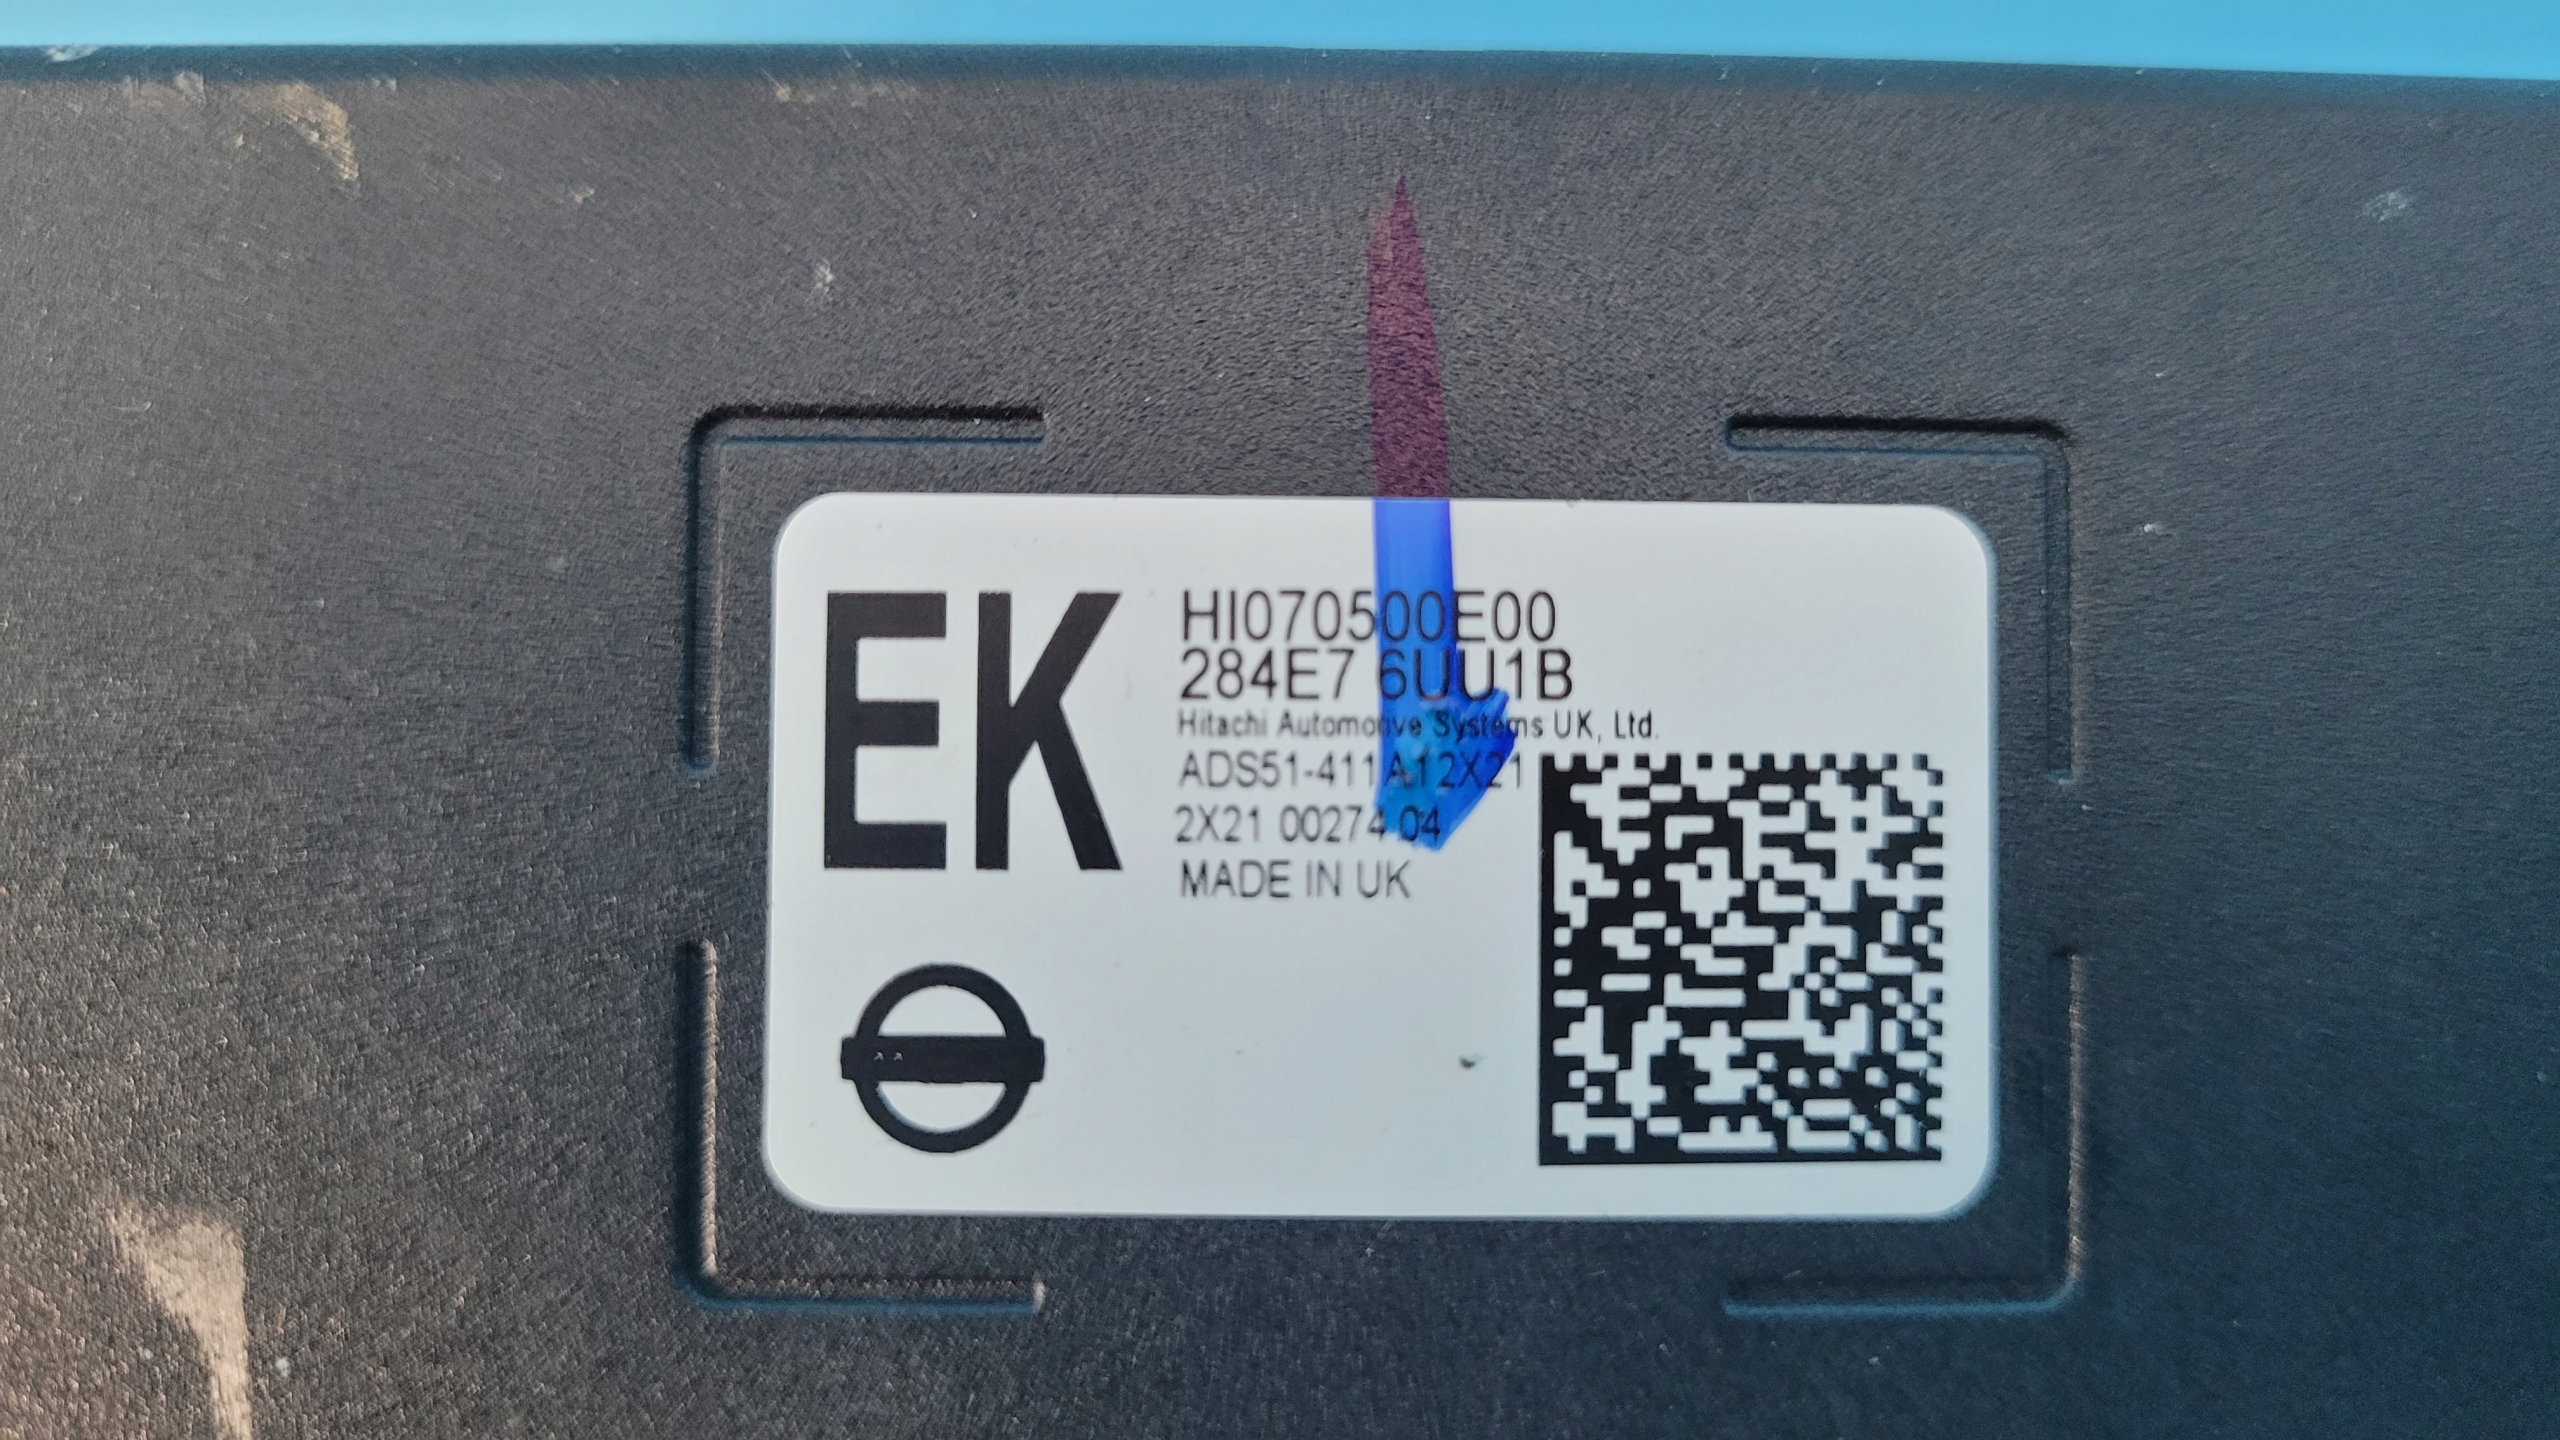 EK
HI070500E00
284E7 6UU1B
Hitachi Automotive Systems UK, Ltd.
ADS51-411A12X21
2X21 00274 04
MADE IN UK